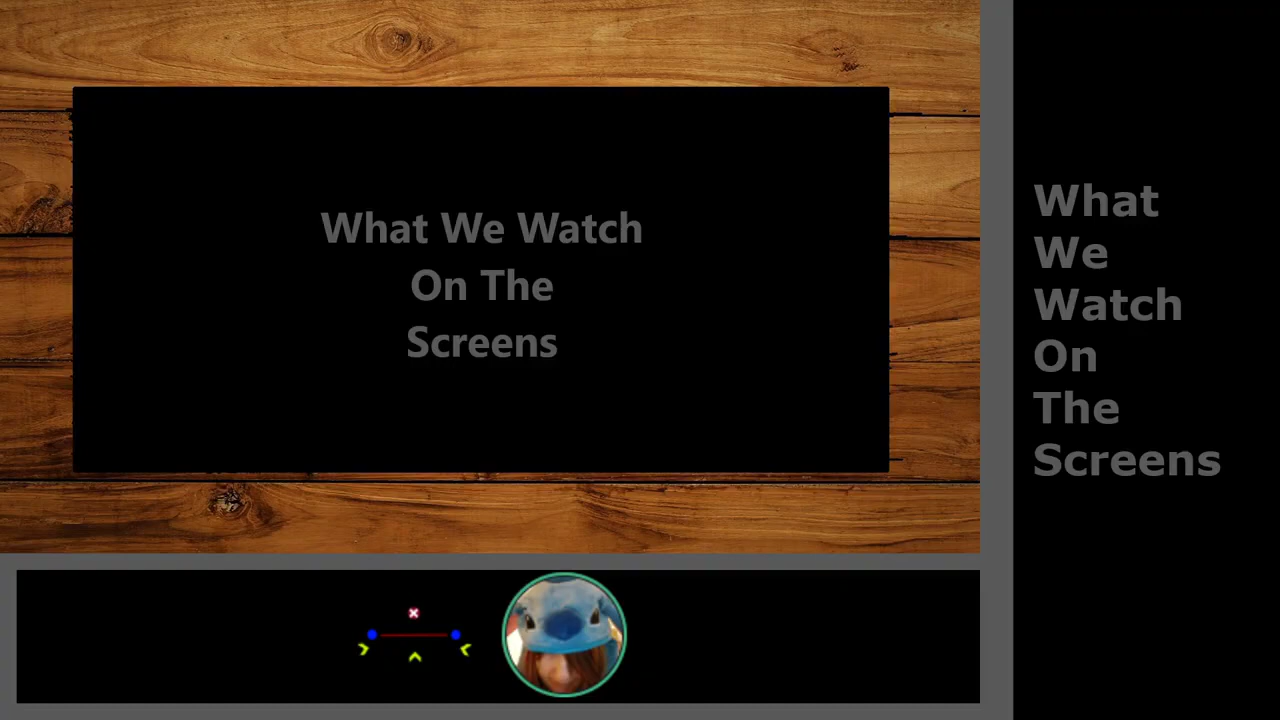 What We Watch
On The
Screens
What
We
Watch
On
The
Screens